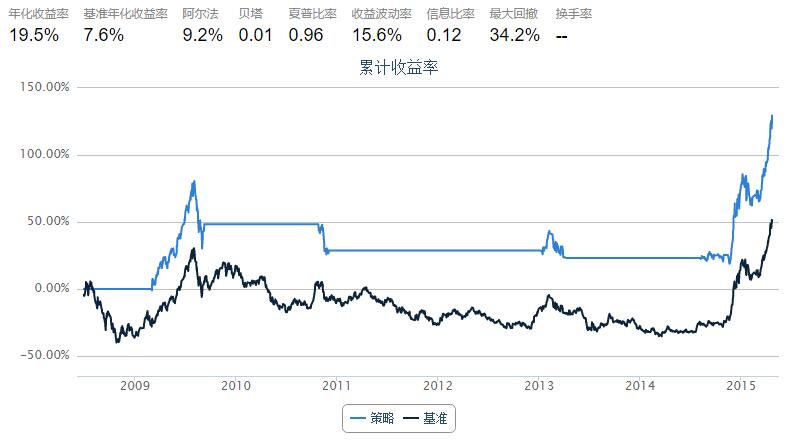 年化收益率 基准年化收益率 阿尔法 贝塔 夏普比率 收益波动率 信息比率 最大回撤 换手率
19.5% 7.6% 9.2% 0.01 0.96 15.6% 0.12 34.2% --
累计收益率
150.00%
100.00%
50.00%
0.00%
-50.00%
2009 2010 2011 2012 2013 2014 2015
策略 基准